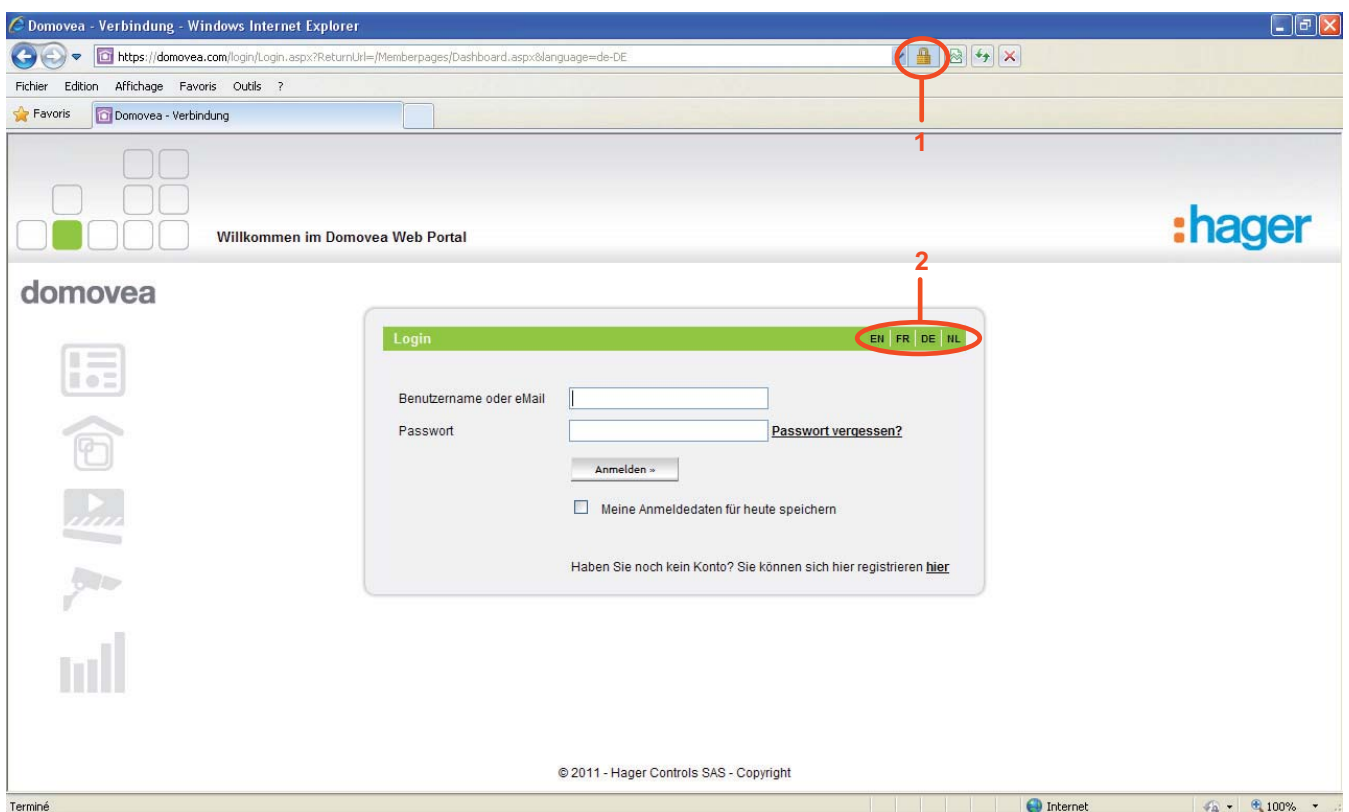 Domovea - Verbindung - Windows Internet Explorer
https://domovea.com/login/Login.aspx?ReturnUrl=/Memberpages/Dashboard.aspx&language=de-DE
Fichier Edition Affichage Favoris Outils ?
Favoris Domovea - Verbindung
1
Willkommen im Domovea Web Portal
:hager
2
domovea
Login EN FR DE NL
Benutzername oder eMail
Passwort Passwort vergessen?
Anmelden »
Meine Anmeldedaten für heute speichern
Haben Sie noch kein Konto? Sie können sich hier registrieren hier
© 2011 - Hager Controls SAS - Copyright
Terminé Internet 100%